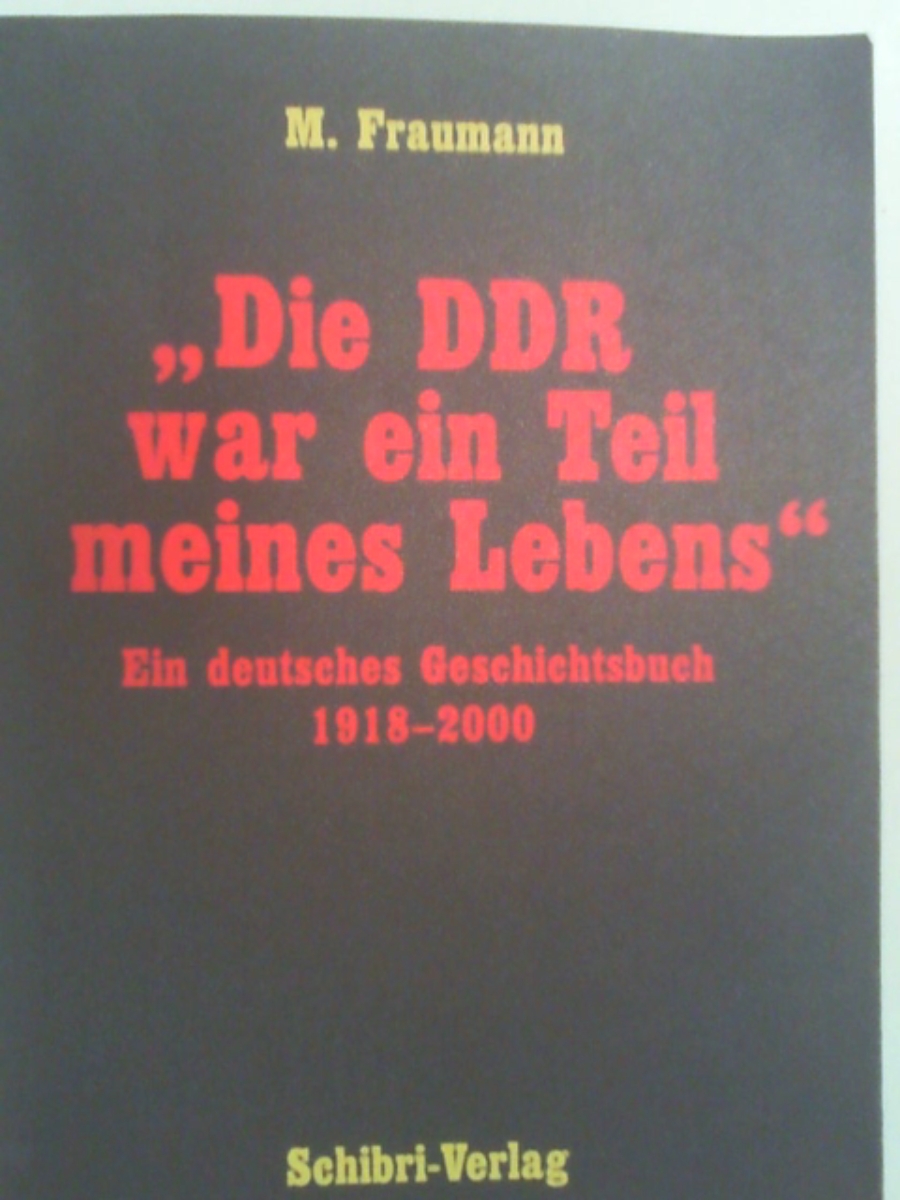 M. Fraumann
„Die DDR
war ein Teil
meines Lebens“
Ein deutsches Geschichtsbuch
1918–2000
Schibri-Verlag